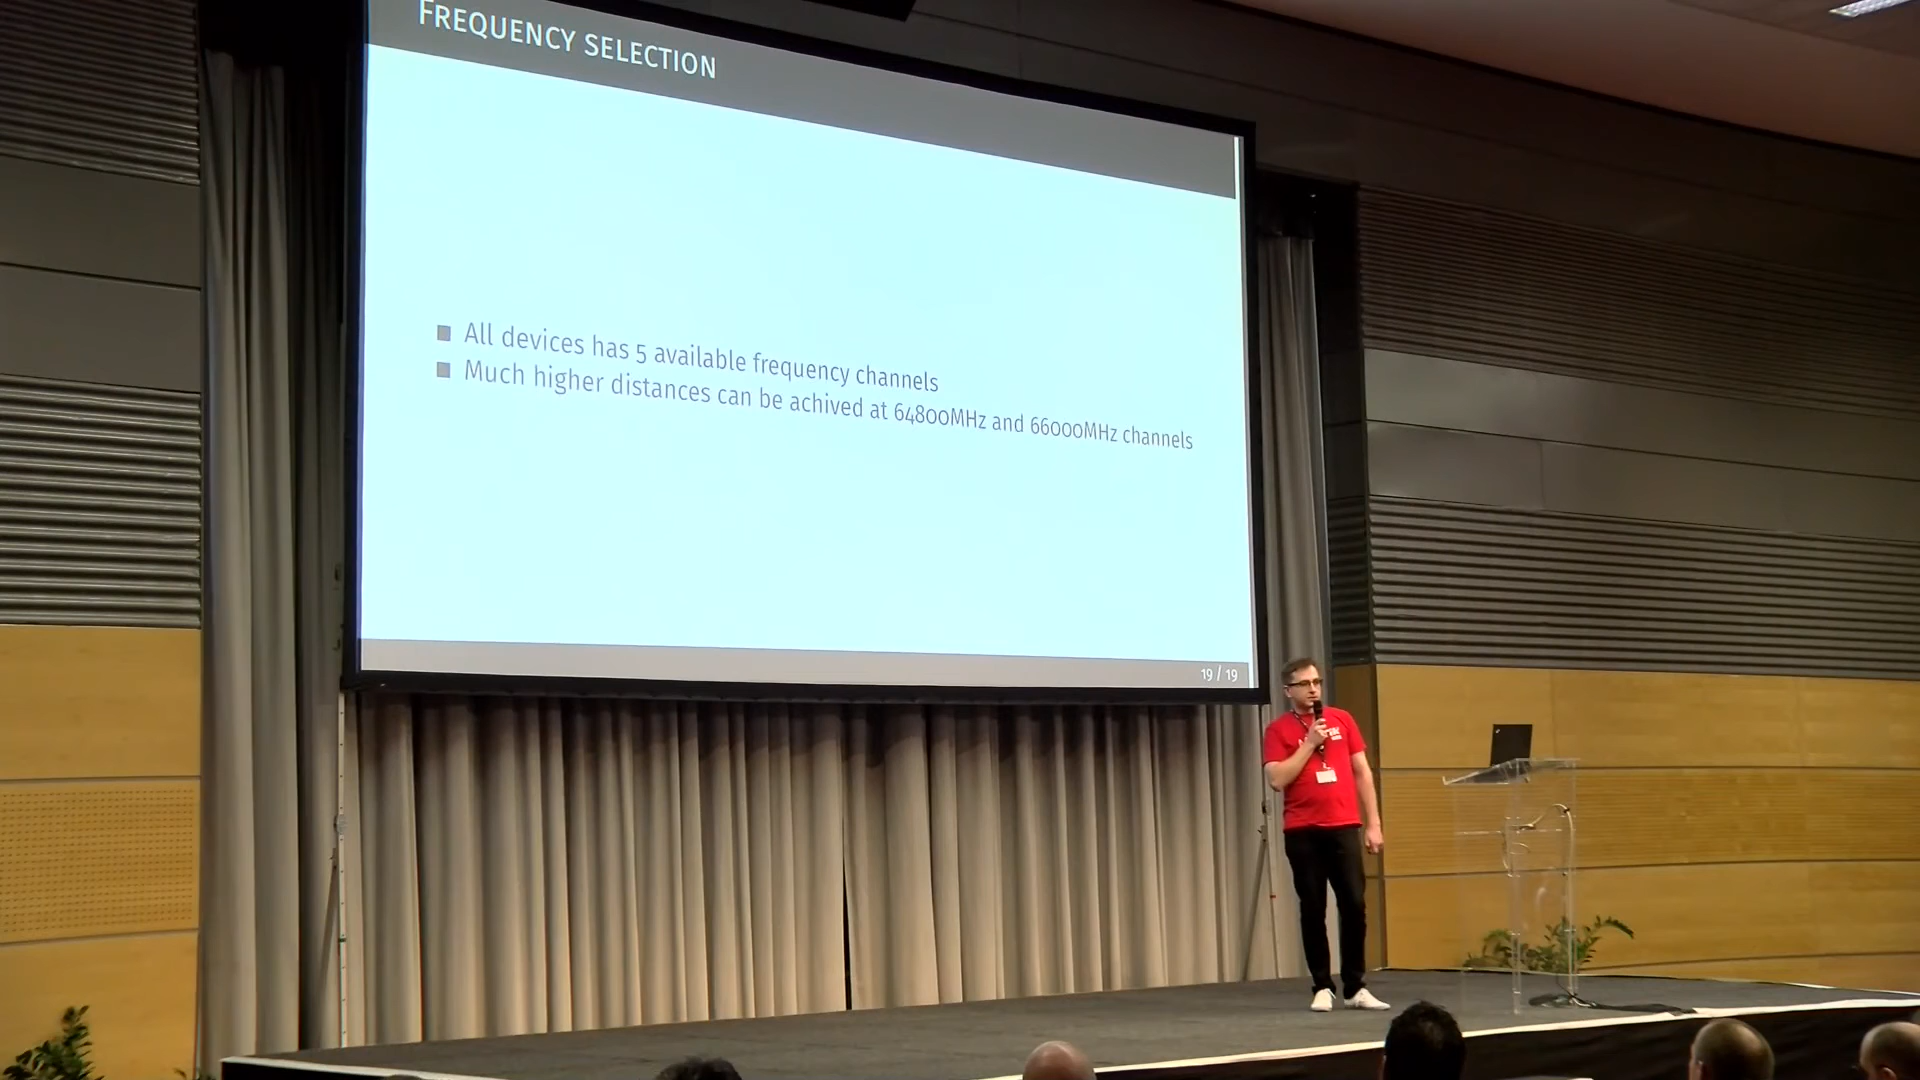 FREQUENCY SELECTION
All devices has 5 available frequency channels
Much higher distances can be achived at 64800MHz and 66000MHz channels
19 / 19